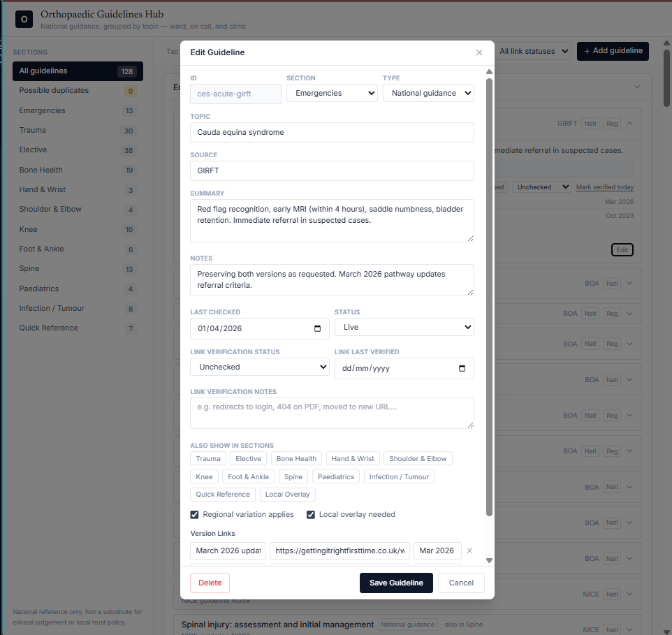 O
Orthopaedic Guidelines Hub
National guidance, grouped by topic — ward, on call, and clinic
SECTIONS
All guidelines 128
Possible duplicates 0
Emergencies 13
Trauma 30
Elective 38
Bone Health 19
Hand & Wrist 3
Shoulder & Elbow 4
Knee 10
Foot & Ankle 6
Spine 13
Paediatrics 4
Infection / Tumour 8
Quick Reference 7
National reference only. Not a substitute for
clinical judgement or local trust policy.
Tap
All link statuses
+ Add guideline
GIRFT Natl Reg
mmediate referral in suspected cases.
Unchecked Mark verified today
Mar 2026
Oct 2023
Edit
BOA Natl
BOA Natl Reg
BOA Natl Reg
BOA Natl
BOA Natl Reg
BOA Natl Reg
BOA Natl
BOA Natl
BOA Natl
NICE Natl
Spinal injury: assessment and initial management National guidance · also in Spine
NICE Natl Reg
Edit Guideline ×
ID
ces-acute-girft
SECTION
Emergencies
TYPE
National guidance
TOPIC
Cauda equina syndrome
SOURCE
GIRFT
SUMMARY
Red flag recognition, early MRI (within 4 hours), saddle numbness, bladder
retention. Immediate referral in suspected cases.
NOTES
Preserving both versions as requested. March 2026 pathway updates
referral criteria.
LAST CHECKED
01/04/2026
STATUS
Live
LINK VERIFICATION STATUS
Unchecked
LINK LAST VERIFIED
dd/mm/yyyy
LINK VERIFICATION NOTES
e.g. redirects to login, 404 on PDF, moved to new URL...
ALSO SHOW IN SECTIONS
Trauma Elective Bone Health Hand & Wrist Shoulder & Elbow
Knee Foot & Ankle Spine Paediatrics Infection / Tumour
Quick Reference Local Overlay
Regional variation applies Local overlay needed
Version Links
March 2026 updat https://gettingitrightfirsttime.co.uk/w Mar 2026 ×
Delete Save Guideline Cancel